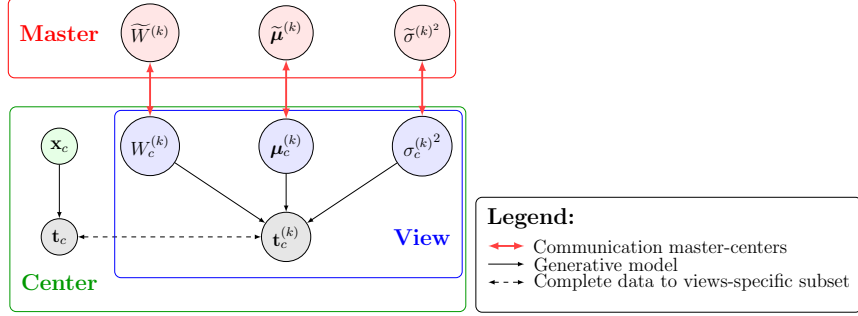 Master
W̃^(k)
μ̃^(k)
σ̃^(k)²
x_c
W_c^(k)
μ_c^(k)
σ_c^(k)²
t_c
t_c^(k)
View
Center
Legend:
Communication master-centers
Generative model
Complete data to views-specific subset